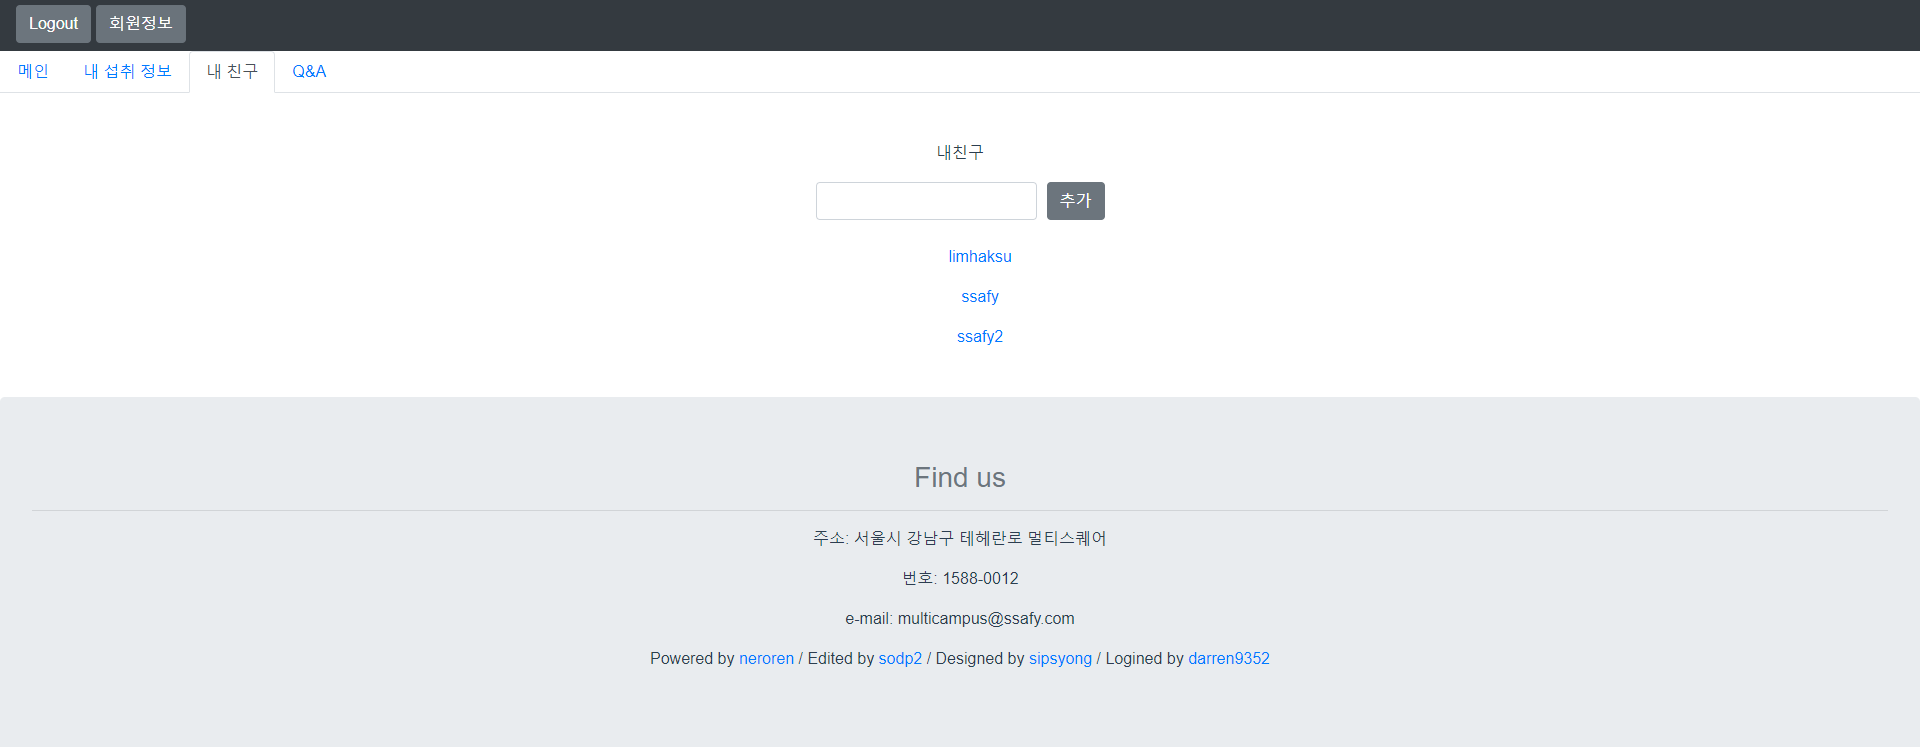 Logout 회원정보
메인 내 섭취 정보 내 친구 Q&A
내친구
추가
limhaksu
ssafy
ssafy2
Find us
주소: 서울시 강남구 테헤란로 멀티스퀘어
번호: 1588-0012
e-mail: multicampus@ssafy.com
Powered by neroren / Edited by sodp2 / Designed by sipsyong / Logined by darren9352